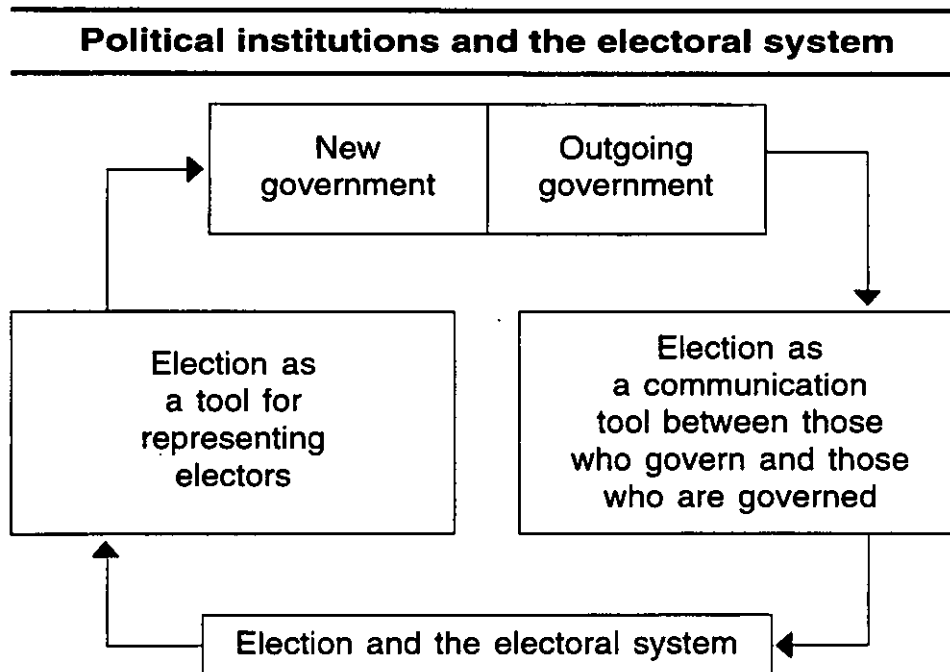 Political institutions and the electoral system
New
government
Outgoing
government
Election as
a tool for
representing
electors
Election as
a communication
tool between those
who govern and those
who are governed
Election and the electoral system